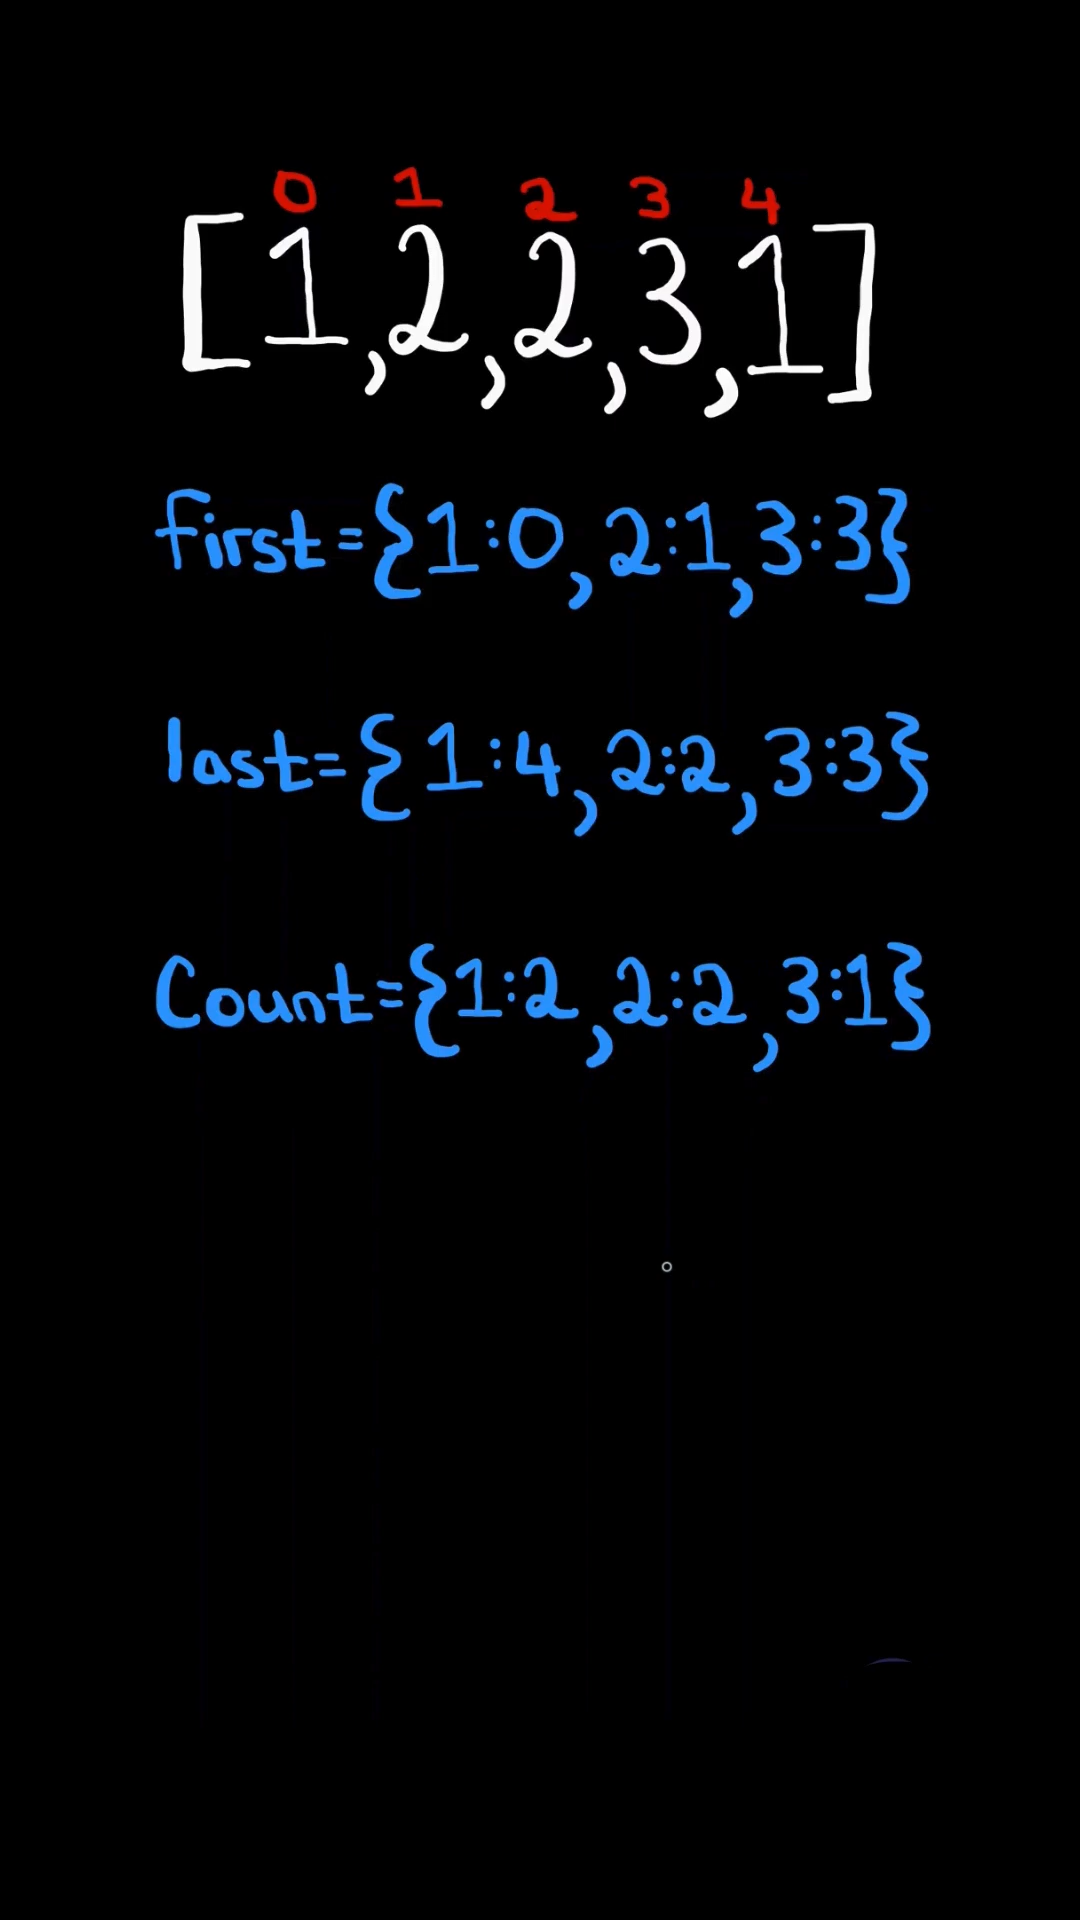 0 1 2 3 4
[1,2,2,3,1]
first={1:0,2:1,3:3}
last={1:4,2:2,3:3}
Count={1:2,2:2,3:1}